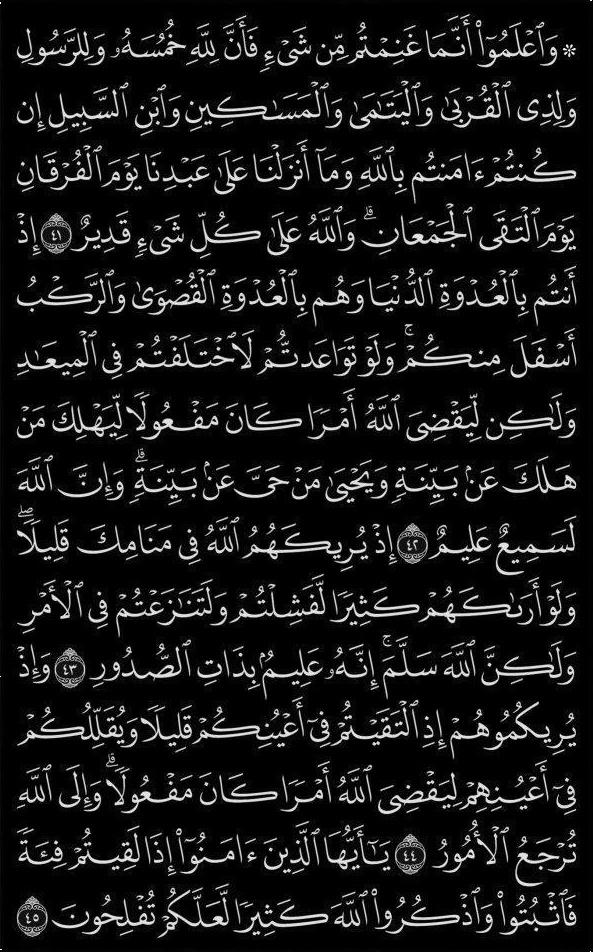 ۞ وَٱعْلَمُوٓا۟ أَنَّمَا غَنِمْتُم مِّن شَىْءٍ فَأَنَّ لِلَّهِ خُمُسَهُۥ وَلِلرَّسُولِ
وَلِذِى ٱلْقُرْبَىٰ وَٱلْيَتَـٰمَىٰ وَٱلْمَسَـٰكِينِ وَٱبْنِ ٱلسَّبِيلِ إِن
كُنتُمْ ءَامَنتُم بِٱللَّهِ وَمَآ أَنزَلْنَا عَلَىٰ عَبْدِنَا يَوْمَ ٱلْفُرْقَانِ
يَوْمَ ٱلْتَقَى ٱلْجَمْعَانِ ۗ وَٱللَّهُ عَلَىٰ كُلِّ شَىْءٍ قَدِيرٌ ٤١ إِذْ
أَنتُم بِٱلْعُدْوَةِ ٱلدُّنْيَا وَهُم بِٱلْعُدْوَةِ ٱلْقُصْوَىٰ وَٱلرَّكْبُ
أَسْفَلَ مِنكُمْ ۚ وَلَوْ تَوَاعَدتُّمْ لَٱخْتَلَفْتُمْ فِى ٱلْمِيعَـٰدِ
وَلَـٰكِن لِّيَقْضِىَ ٱللَّهُ أَمْرًا كَانَ مَفْعُولًا لِّيَهْلِكَ مَنْ
هَلَكَ عَنۢ بَيِّنَةٍ وَيَحْيَىٰ مَنْ حَىَّ عَنۢ بَيِّنَةٍ ۗ وَإِنَّ ٱللَّهَ
لَسَمِيعٌ عَلِيمٌ ٤٢ إِذْ يُرِيكَهُمُ ٱللَّهُ فِى مَنَامِكَ قَلِيلًا ۖ
وَلَوْ أَرَىٰكَهُمْ كَثِيرًا لَّفَشِلْتُمْ وَلَتَنَـٰزَعْتُمْ فِى ٱلْأَمْرِ
وَلَـٰكِنَّ ٱللَّهَ سَلَّمَ ۗ إِنَّهُۥ عَلِيمٌۢ بِذَاتِ ٱلصُّدُورِ ٤٣ وَإِذْ
يُرِيكُمُوهُمْ إِذِ ٱلْتَقَيْتُمْ فِىٓ أَعْيُنِكُمْ قَلِيلًا وَيُقَلِّلُكُمْ
فِىٓ أَعْيُنِهِمْ لِيَقْضِىَ ٱللَّهُ أَمْرًا كَانَ مَفْعُولًا ۗ وَإِلَى ٱللَّهِ
تُرْجَعُ ٱلْأُمُورُ ٤٤ يَـٰٓأَيُّهَا ٱلَّذِينَ ءَامَنُوٓا۟ إِذَا لَقِيتُمْ فِئَةً
فَٱثْبُتُوا۟ وَٱذْكُرُوا۟ ٱللَّهَ كَثِيرًا لَّعَلَّكُمْ تُفْلِحُونَ ٤٥